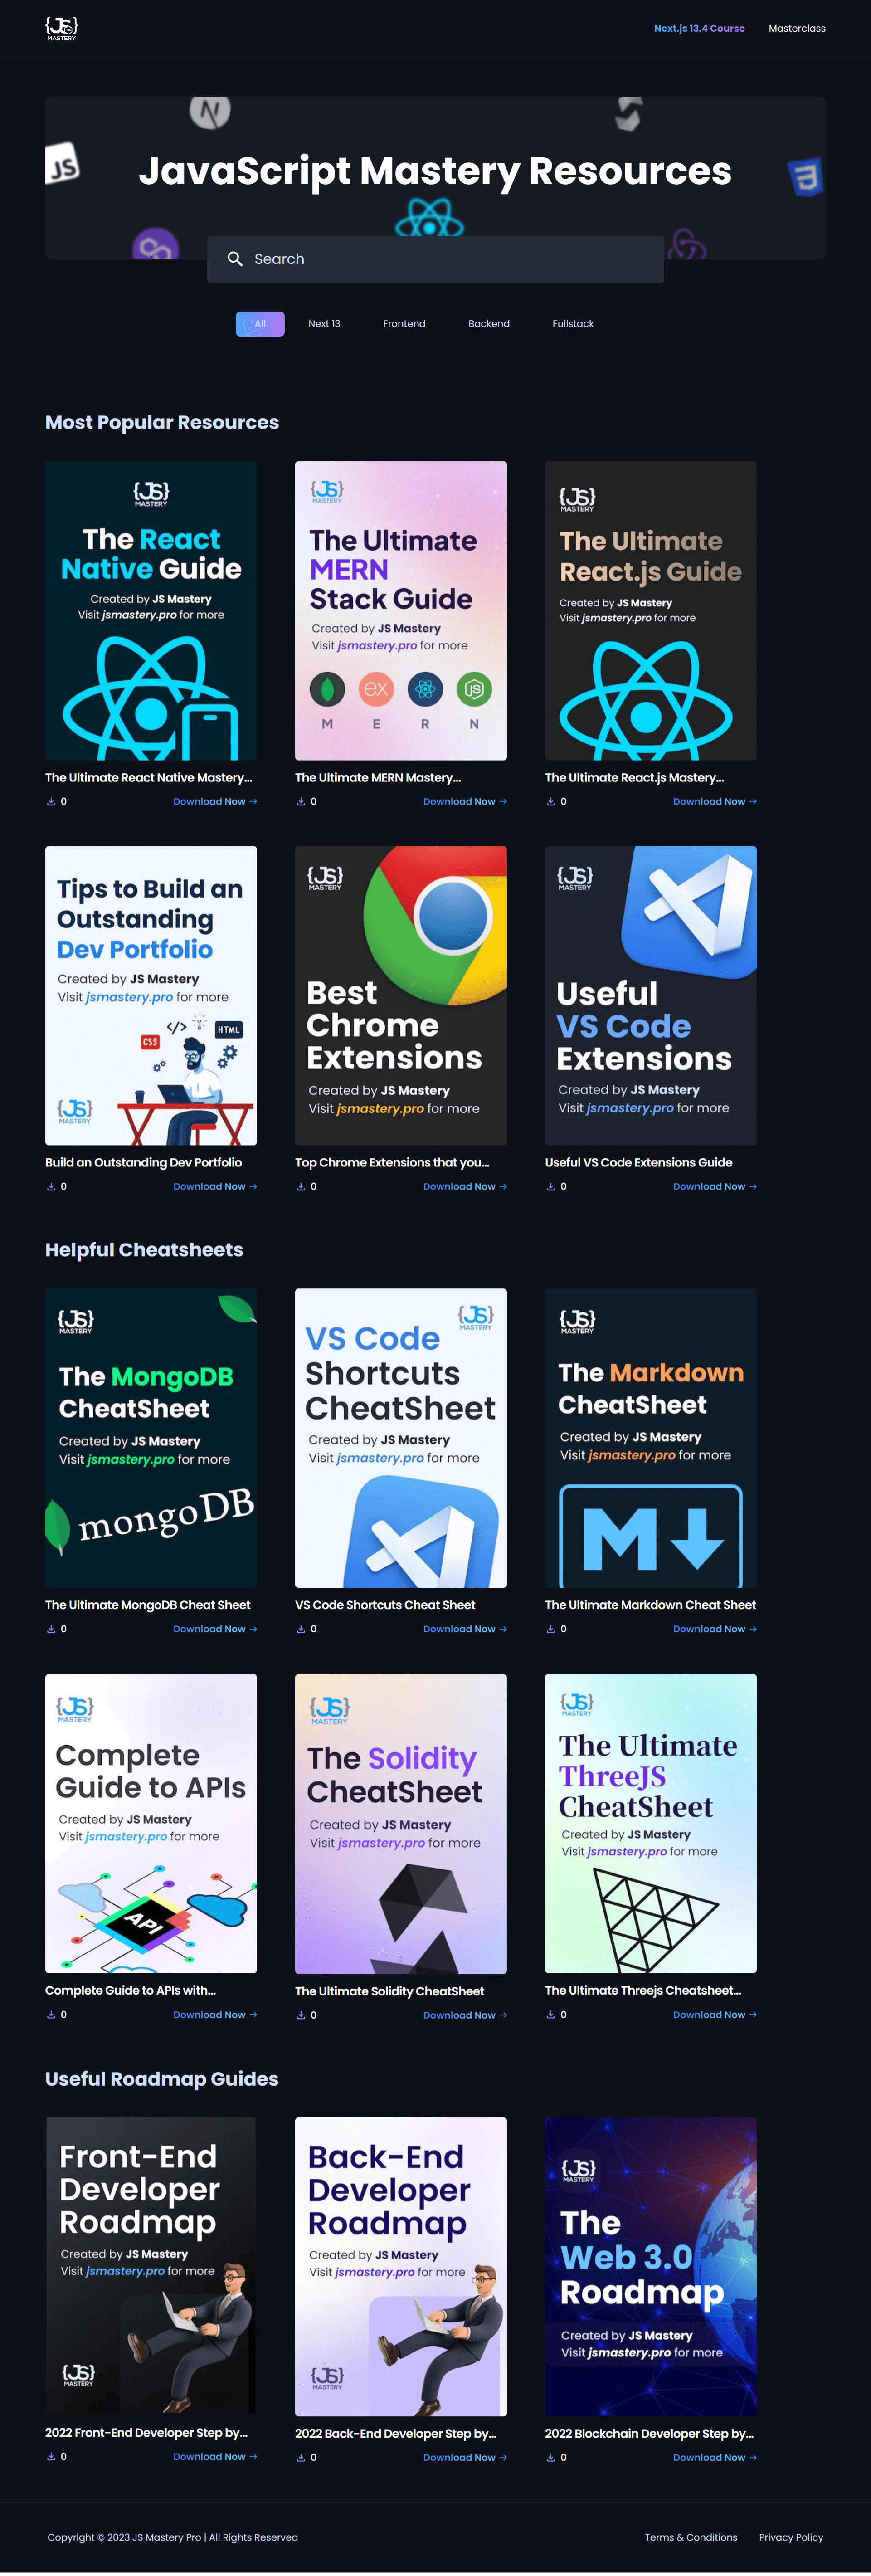 {JS}
MASTERY
Next.js 13.4 Course
Masterclass
N
JS
3
JavaScript Mastery Resources
Search
All
Next 13
Frontend
Backend
Fullstack
Most Popular Resources
{JS}
MASTERY
The React
Native Guide
Created by JS Mastery
Visit jsmastery.pro for more
The Ultimate React Native Mastery...
0
Download Now →
{JS}
MASTERY
The Ultimate
MERN
Stack Guide
Created by JS Mastery
Visit jsmastery.pro for more
ex
JS
M E R N
The Ultimate MERN Mastery...
0
Download Now →
{JS}
MASTERY
The Ultimate
React.js Guide
Created by JS Mastery
Visit jsmastery.pro for more
The Ultimate React.js Mastery...
0
Download Now →
Tips to Build an
Outstanding
Dev Portfolio
Created by JS Mastery
Visit jsmastery.pro for more
</>
HTML
CSS
{JS}
MASTERY
Build an Outstanding Dev Portfolio
0
Download Now →
{JS}
MASTERY
Best
Chrome
Extensions
Created by JS Mastery
Visit jsmastery.pro for more
Top Chrome Extensions that you...
0
Download Now →
{JS}
MASTERY
Useful
VS Code
Extensions
Created by JS Mastery
Visit jsmastery.pro for more
Useful VS Code Extensions Guide
0
Download Now →
Helpful Cheatsheets
{JS}
MASTERY
The MongoDB
CheatSheet
Created by JS Mastery
Visit jsmastery.pro for more
mongoDB
The Ultimate MongoDB Cheat Sheet
0
Download Now →
{JS}
MASTERY
VS Code
Shortcuts
CheatSheet
Created by JS Mastery
Visit jsmastery.pro for more
VS Code Shortcuts Cheat Sheet
0
Download Now →
{JS}
MASTERY
The Markdown
CheatSheet
Created by JS Mastery
Visit jsmastery.pro for more
M
The Ultimate Markdown Cheat Sheet
0
Download Now →
{JS}
MASTERY
Complete
Guide to APIs
Created by JS Mastery
Visit jsmastery.pro for more
API
Complete Guide to APIs with...
0
Download Now →
{JS}
MASTERY
The Solidity
CheatSheet
Created by JS Mastery
Visit jsmastery.pro for more
The Ultimate Solidity CheatSheet
0
Download Now →
{JS}
MASTERY
The Ultimate
ThreeJS
CheatSheet
Created by JS Mastery
Visit jsmastery.pro for more
The Ultimate Threejs Cheatsheet...
0
Download Now →
Useful Roadmap Guides
Front-End
Developer
Roadmap
Created by JS Mastery
Visit jsmastery.pro for more
{JS}
MASTERY
2022 Front-End Developer Step by...
0
Download Now →
Back-End
Developer
Roadmap
Created by JS Mastery
Visit jsmastery.pro for more
{JS}
MASTERY
2022 Back-End Developer Step by...
0
Download Now →
{JS}
MASTERY
The
Web 3.0
Roadmap
Created by JS Mastery
Visit jsmastery.pro for more
2022 Blockchain Developer Step by...
0
Download Now →
Copyright © 2023 JS Mastery Pro | All Rights Reserved
Terms & Conditions
Privacy Policy